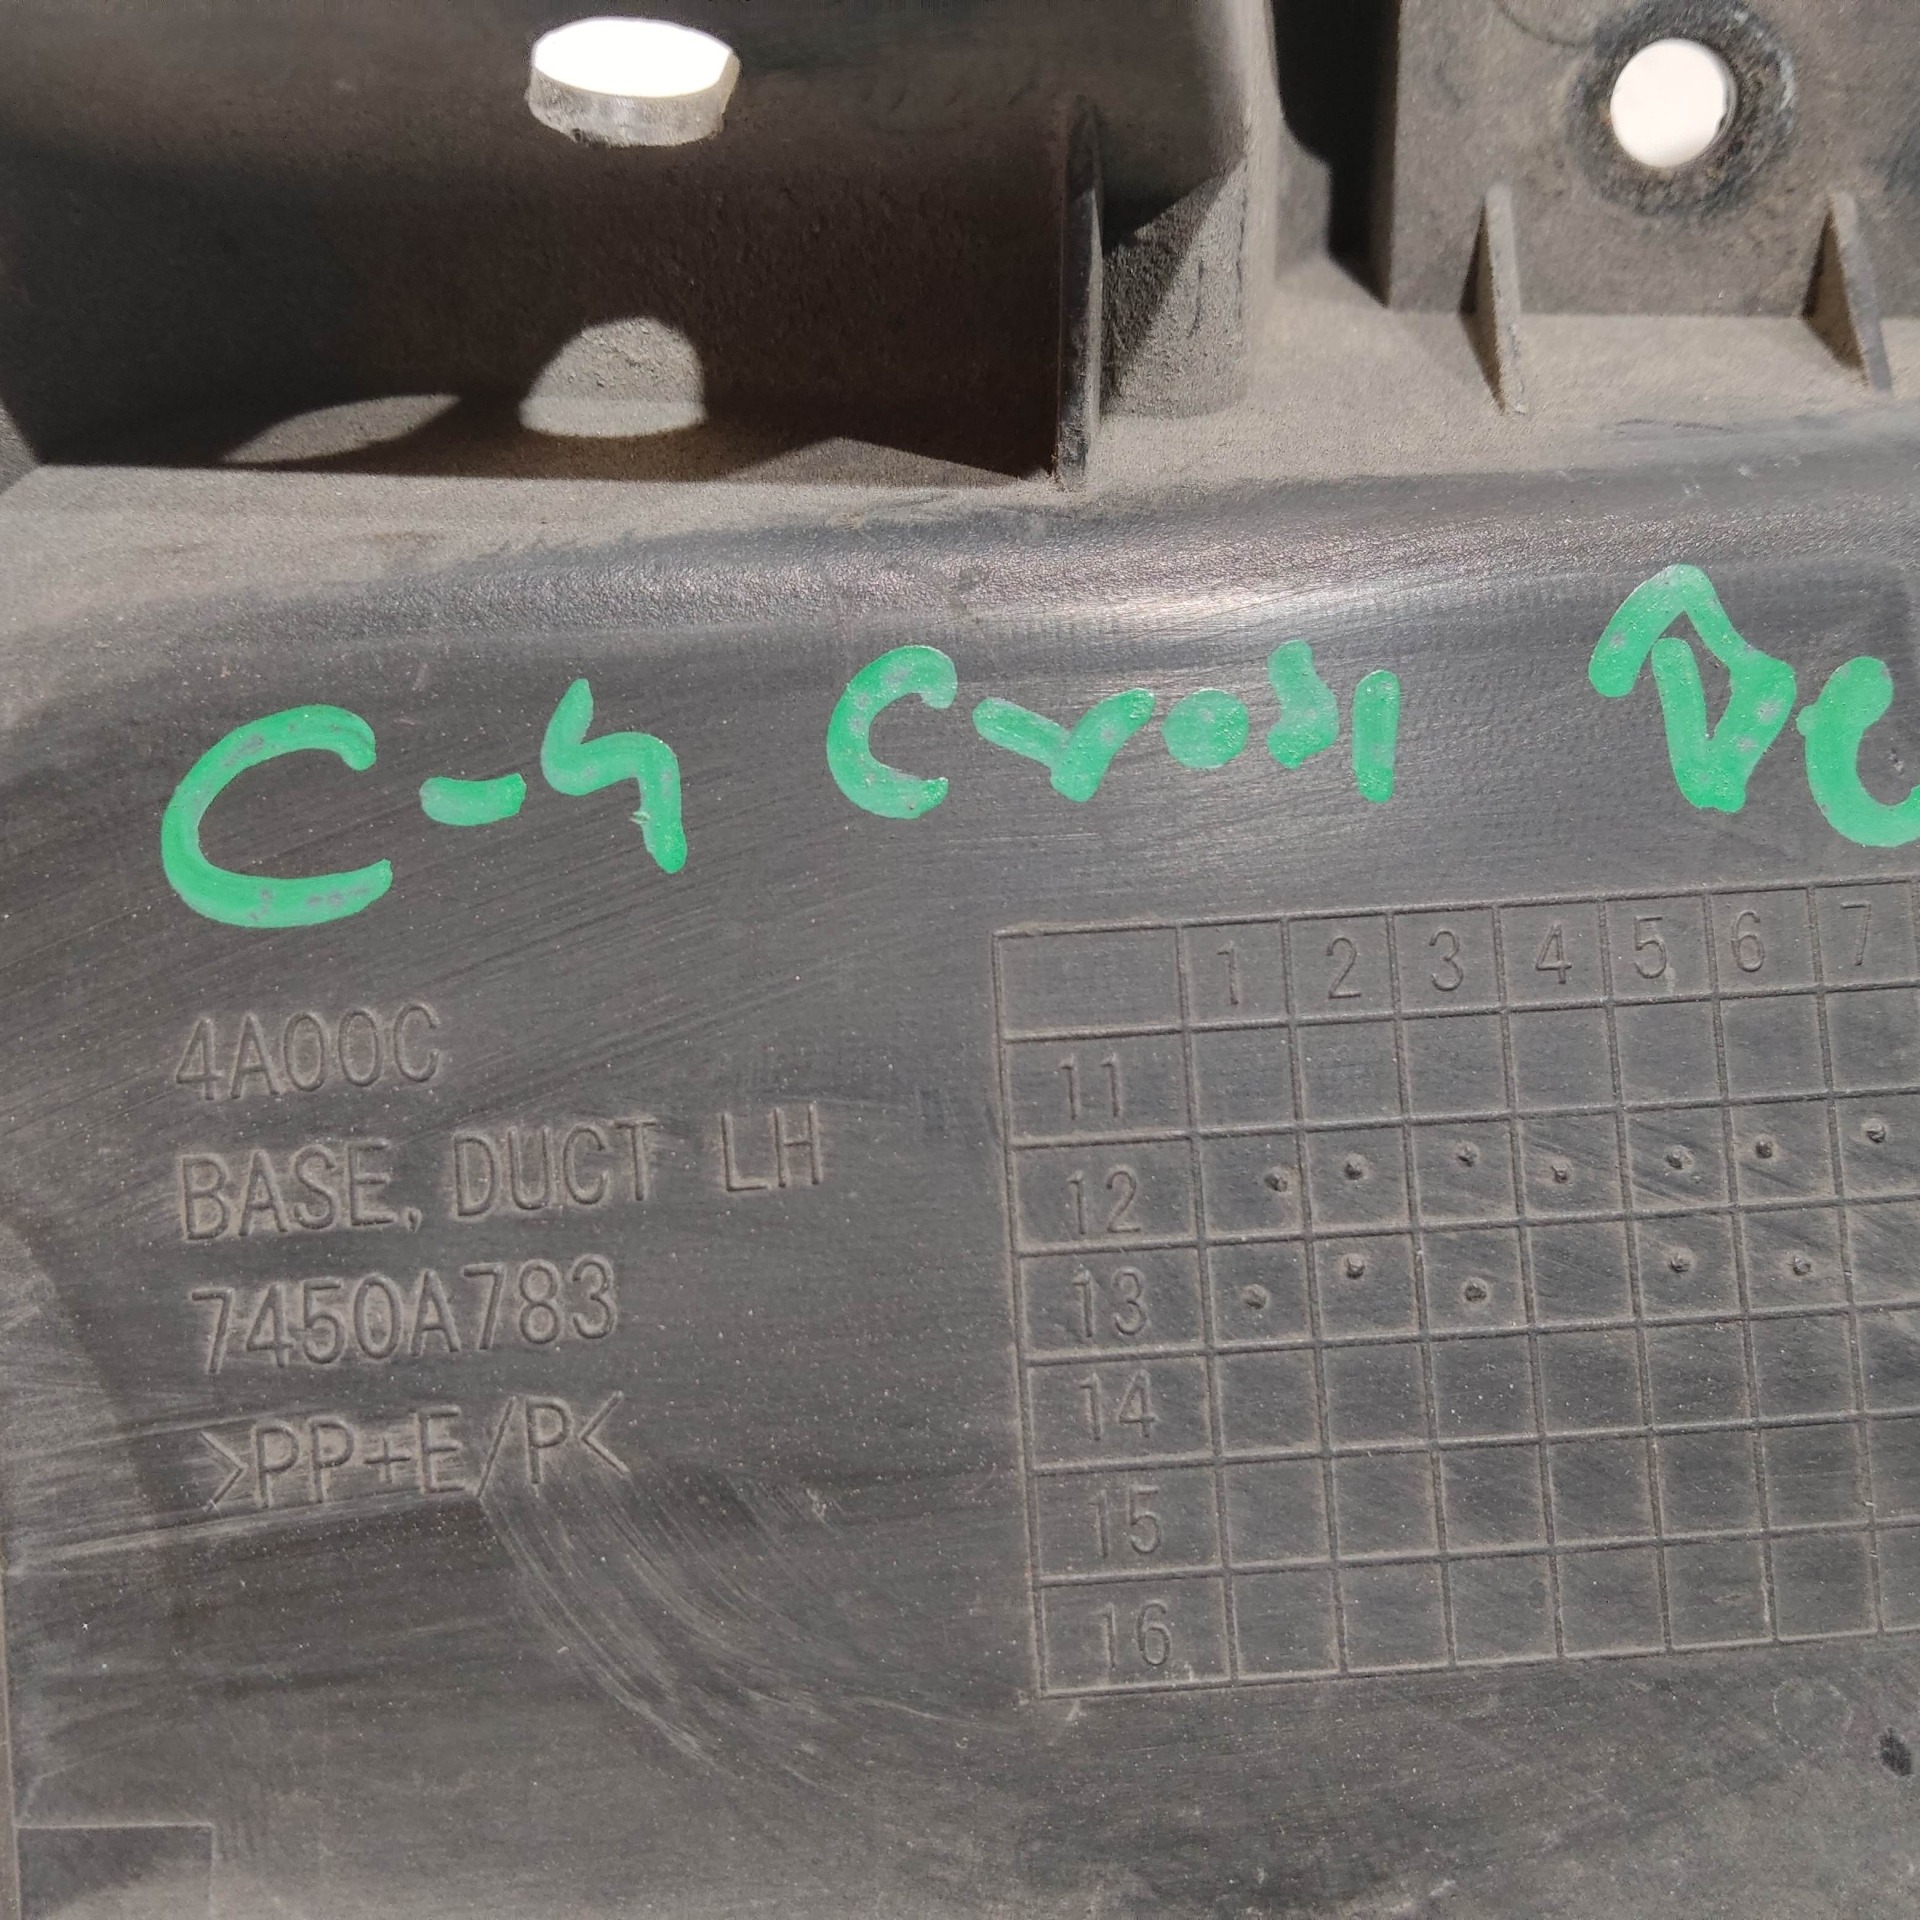 C-4 Cross
4A00C
BASE, DUCT LH
7450A783
>PP+E/P<
1 2 3 4 5 6 7
11
12
13
14
15
16